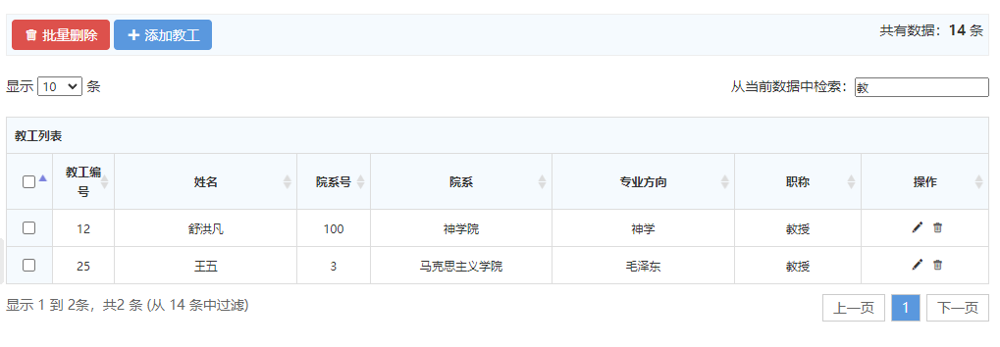 批量删除 添加教工 共有数据：14 条
显示 10 条 从当前数据中检索：教
教工列表
教工编号 姓名 院系号 院系 专业方向 职称 操作
12 舒洪凡 100 神学院 神学 教授
25 王五 3 马克思主义学院 毛泽东 教授
显示 1 到 2条，共2 条 (从 14 条中过滤) 上一页 1 下一页